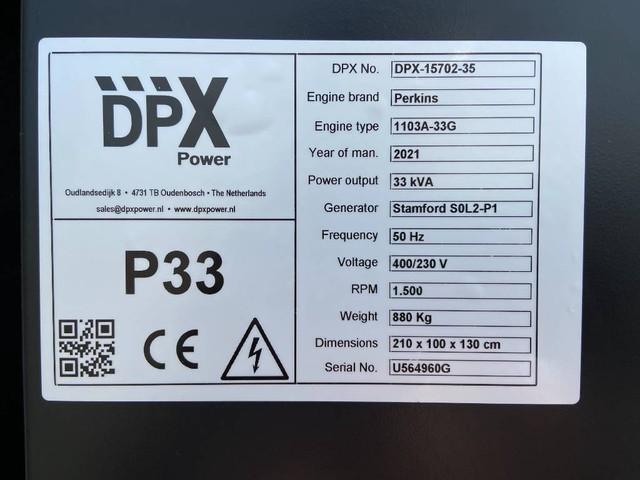 DPX
Power
Oudlandsedijk 8 • 4731 TB Oudenbosch • The Netherlands
sales@dpxpower.nl • www.dpxpower.nl
P33
CE
DPX No. DPX-15702-35
Engine brand Perkins
Engine type 1103A-33G
Year of man. 2021
Power output 33 kVA
Generator Stamford S0L2-P1
Frequency 50 Hz
Voltage 400/230 V
RPM 1.500
Weight 880 Kg
Dimensions 210 x 100 x 130 cm
Serial No. U564960G